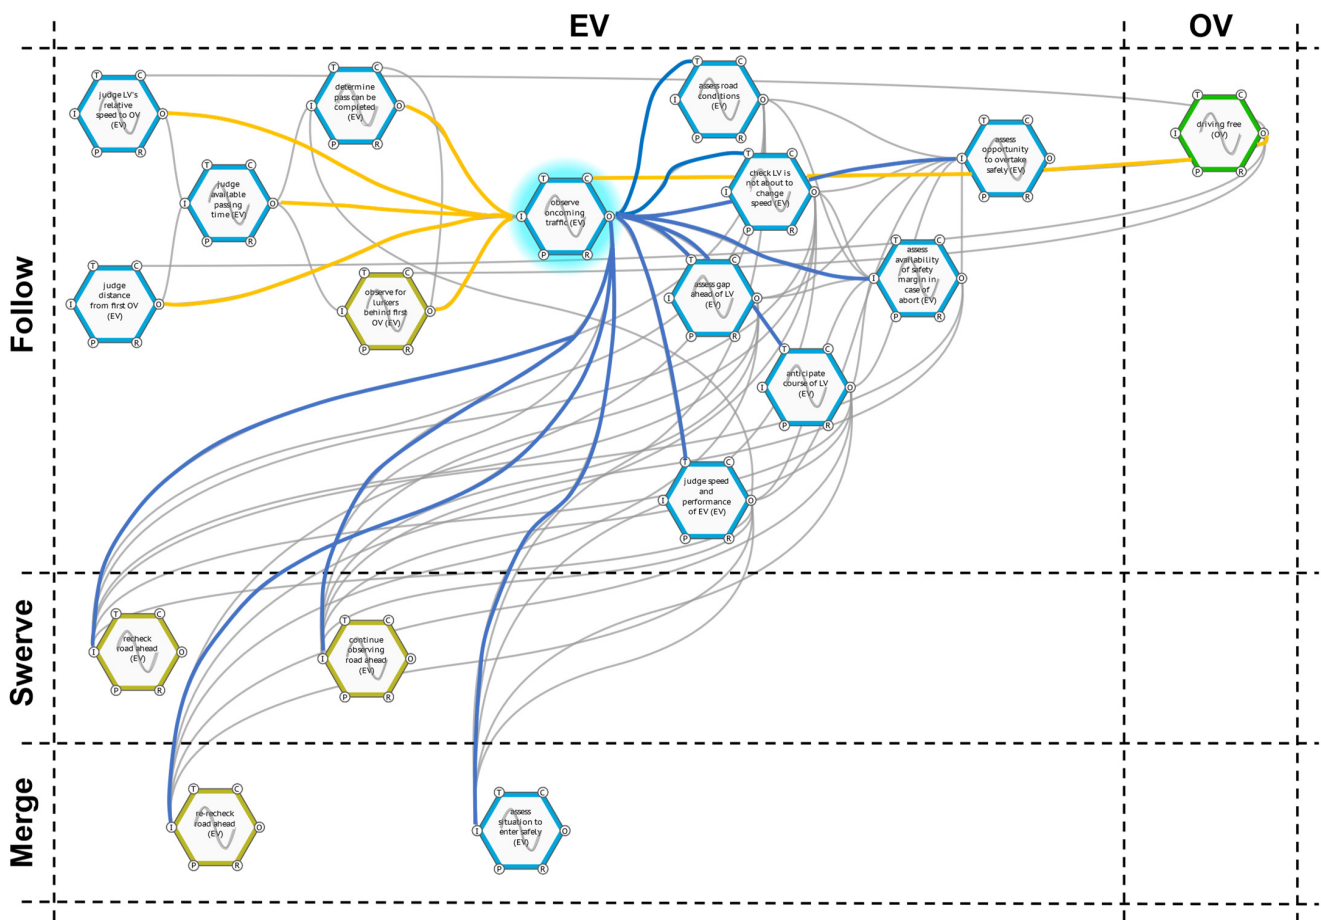 EV
OV
Follow
Swerve
Merge
T
C
I
judge LV's
relative
speed to OV
(EV)
O
P
R
T
C
I
determine
pass can be
completed
(EV)
O
P
R
T
C
I
judge
available
passing
time (EV)
O
P
R
T
C
I
judge
distance
from first OV
(EV)
O
P
R
T
C
I
observe for
lurkers
behind first
OV (EV)
O
P
R
T
C
I
observe
oncoming
traffic (EV)
O
P
R
T
C
I
assess road
conditions
(EV)
O
P
R
T
C
I
check LV is
not about to
change
speed (EV)
O
P
R
T
C
I
assess gap
ahead of LV
(EV)
O
P
R
T
C
I
anticipate
course of LV
(EV)
O
P
R
T
C
I
judge speed
and
performance
of EV (EV)
O
P
R
T
C
I
assess
opportunity
to overtake
safely (EV)
O
P
R
T
C
I
assess
availability
of safety
margin in
case of
abort (EV)
O
P
R
T
C
I
driving free
(OV)
O
P
R
T
C
I
recheck
road ahead
(EV)
O
P
R
T
C
I
continue
observing
road ahead
(EV)
O
P
R
T
C
I
re-recheck
road ahead
(EV)
O
P
R
T
C
I
assess
situation to
enter safely
(EV)
O
P
R